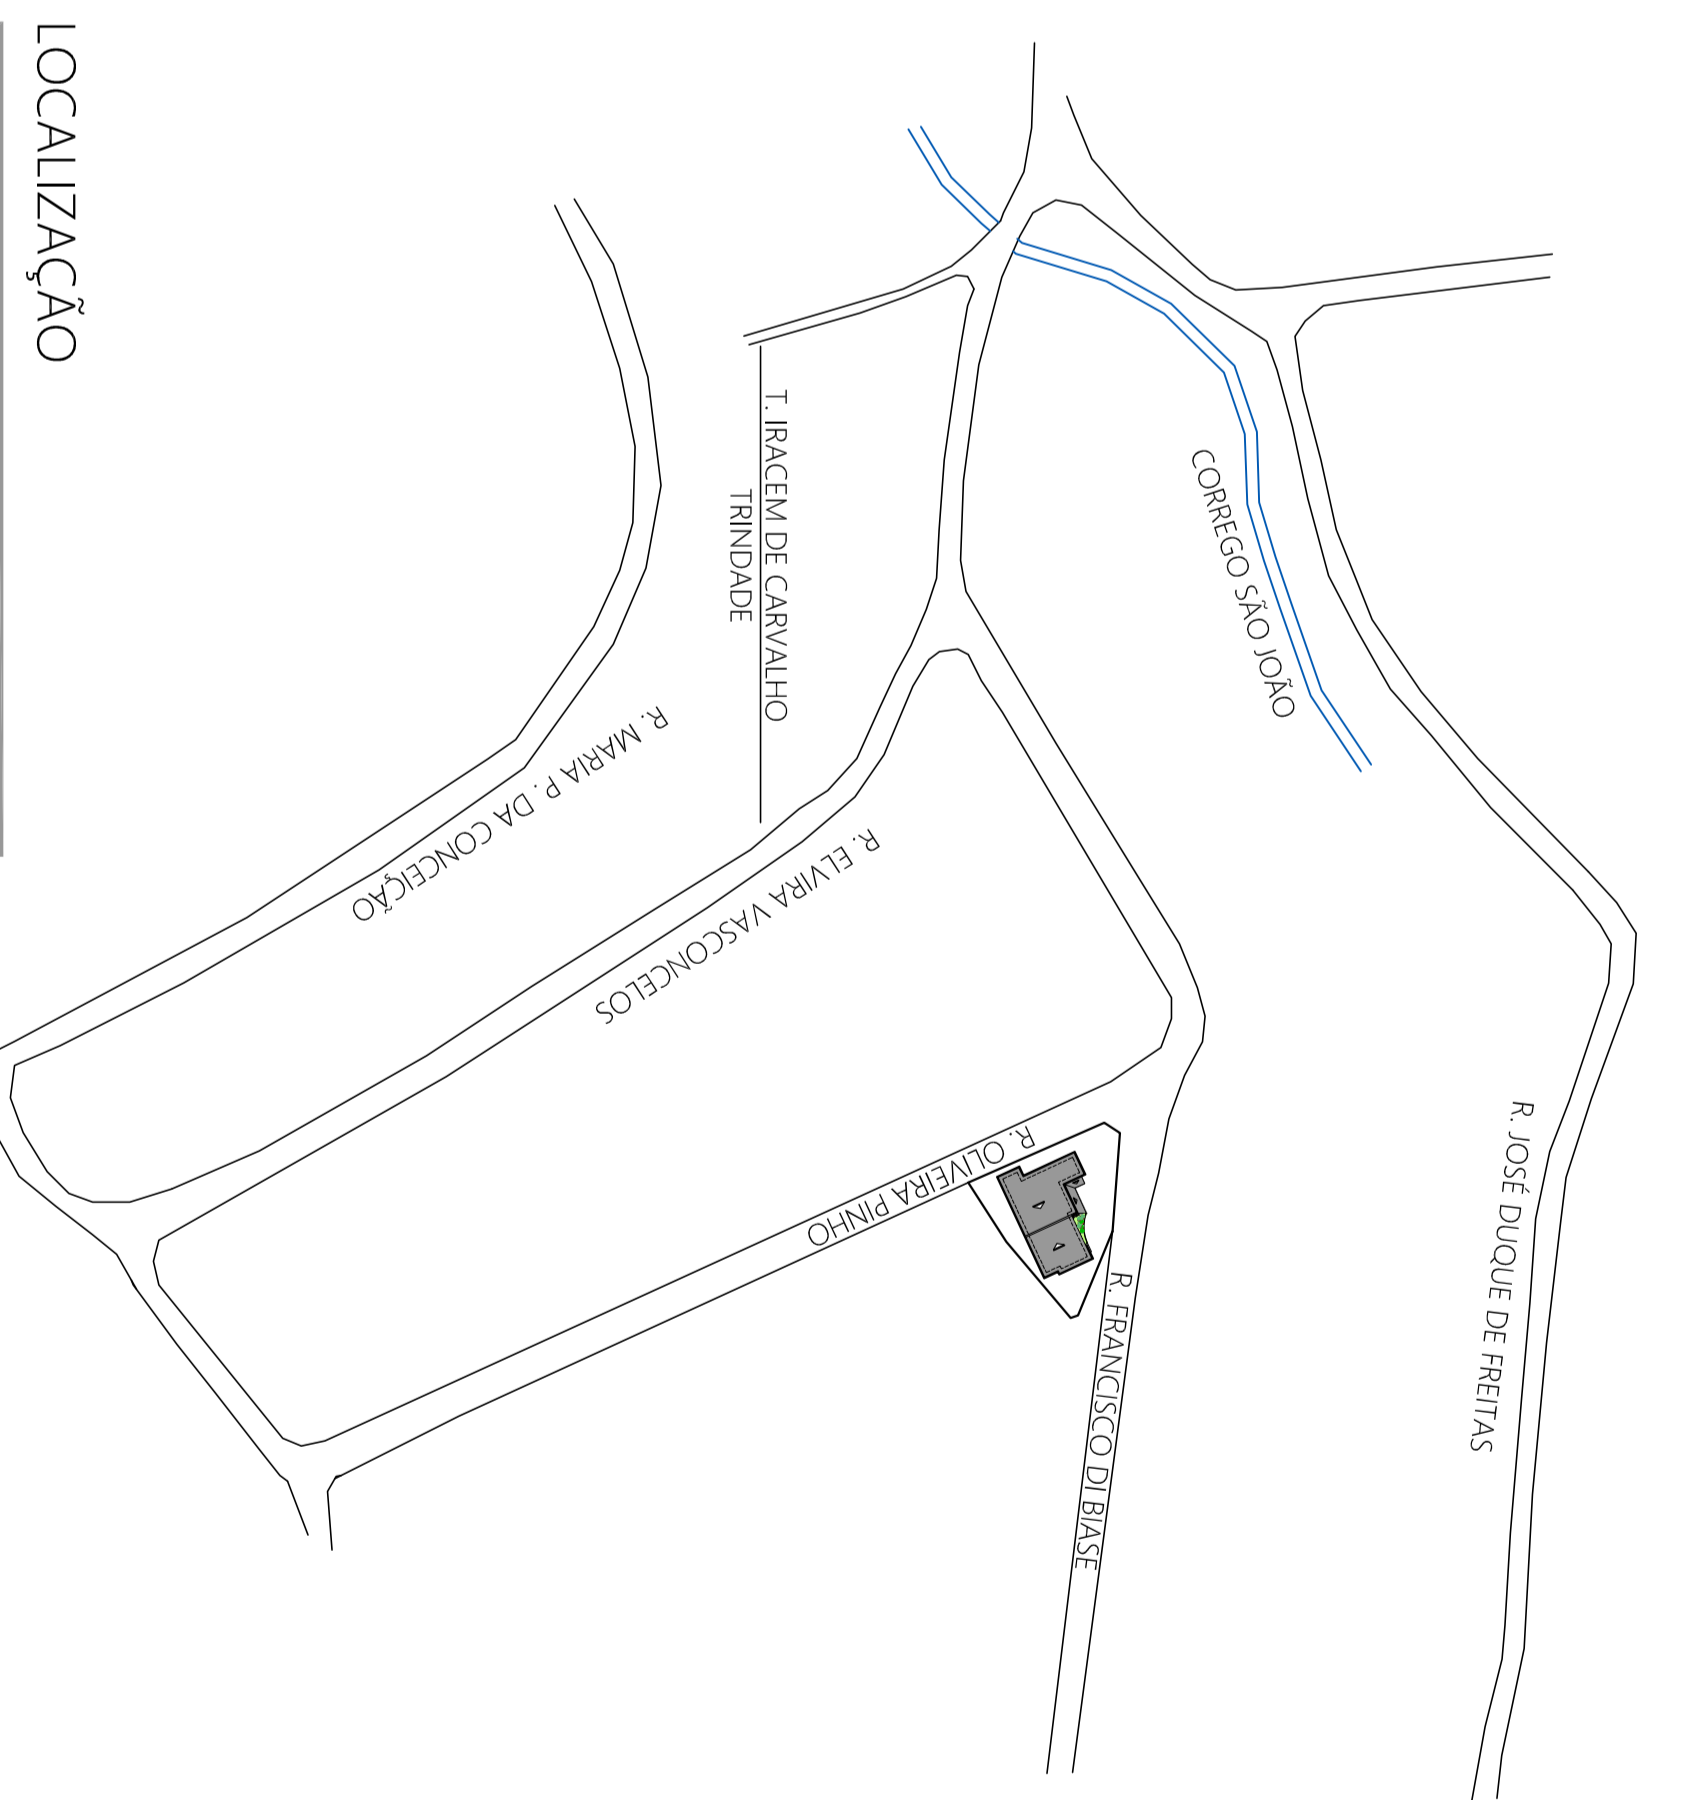 LOCALIZAÇÃO
R. JOSÉ DUQUE DE FREITAS
CORREGO SÃO JOÃO
R. FRANCISCO DI BIASE
R. OLIVEIRA PINHO
T. IRACEM DE CARVALHO
TRINDADE
R. ELVIRA VASCONCELOS
R. MARIA P. DA CONCEIÇÃO